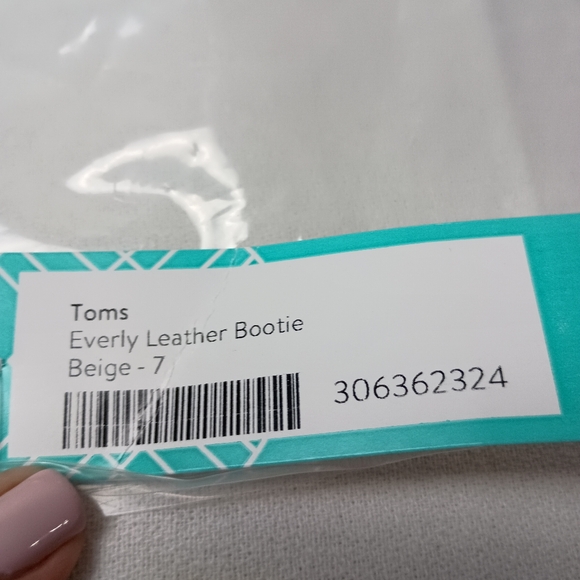 Toms
Everly Leather Bootie
Beige - 7
306362324